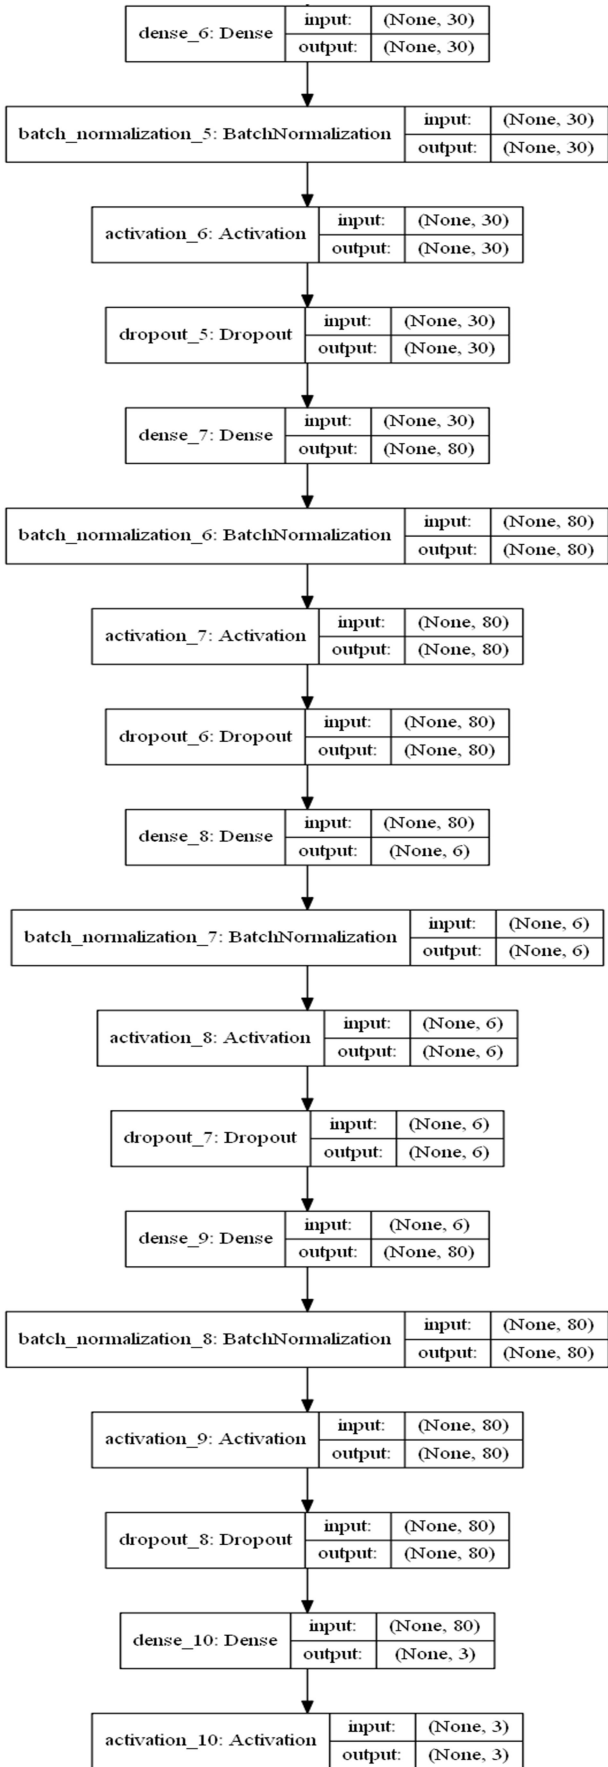 dense_6: Dense input: (None, 30)
output: (None, 30)
batch_normalization_5: BatchNormalization input: (None, 30)
output: (None, 30)
activation_6: Activation input: (None, 30)
output: (None, 30)
dropout_5: Dropout input: (None, 30)
output: (None, 30)
dense_7: Dense input: (None, 30)
output: (None, 80)
batch_normalization_6: BatchNormalization input: (None, 80)
output: (None, 80)
activation_7: Activation input: (None, 80)
output: (None, 80)
dropout_6: Dropout input: (None, 80)
output: (None, 80)
dense_8: Dense input: (None, 80)
output: (None, 6)
batch_normalization_7: BatchNormalization input: (None, 6)
output: (None, 6)
activation_8: Activation input: (None, 6)
output: (None, 6)
dropout_7: Dropout input: (None, 6)
output: (None, 6)
dense_9: Dense input: (None, 6)
output: (None, 80)
batch_normalization_8: BatchNormalization input: (None, 80)
output: (None, 80)
activation_9: Activation input: (None, 80)
output: (None, 80)
dropout_8: Dropout input: (None, 80)
output: (None, 80)
dense_10: Dense input: (None, 80)
output: (None, 3)
activation_10: Activation input: (None, 3)
output: (None, 3)